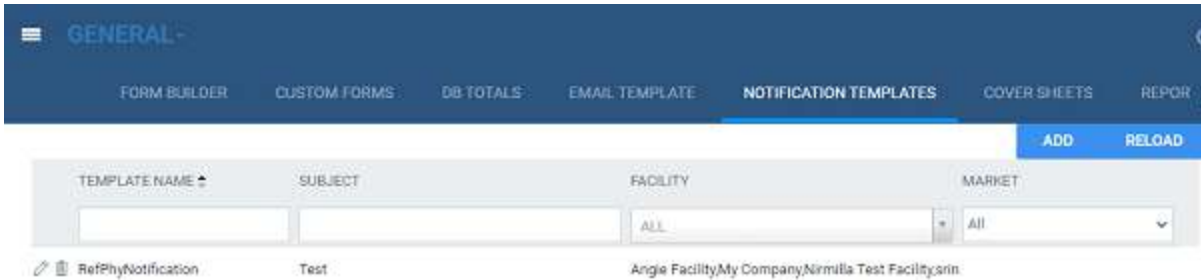 GENERAL-
FORM BUILDER CUSTOM FORMS DB TOTALS EMAIL TEMPLATE NOTIFICATION TEMPLATES COVER SHEETS REPOR
ADD RELOAD
TEMPLATE NAME SUBJECT FACILITY MARKET
ALL All
RefPhyNotification Test Angie Facility,My Company,Nirmilla Test Facility,srin